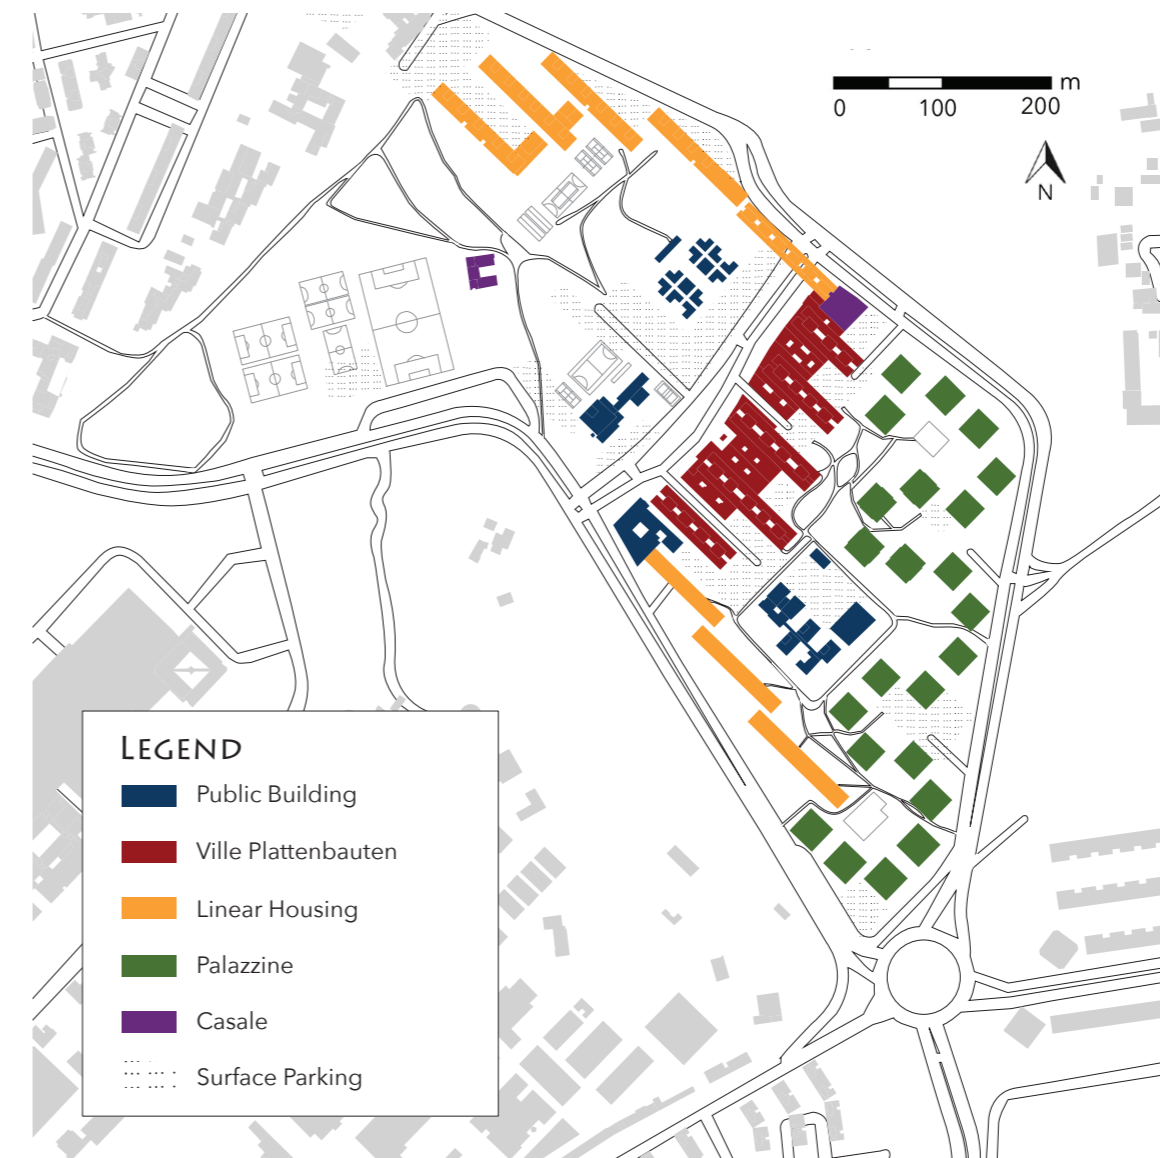 m
0 100 200
N
LEGEND
Public Building
Ville Plattenbauten
Linear Housing
Palazzine
Casale
Surface Parking